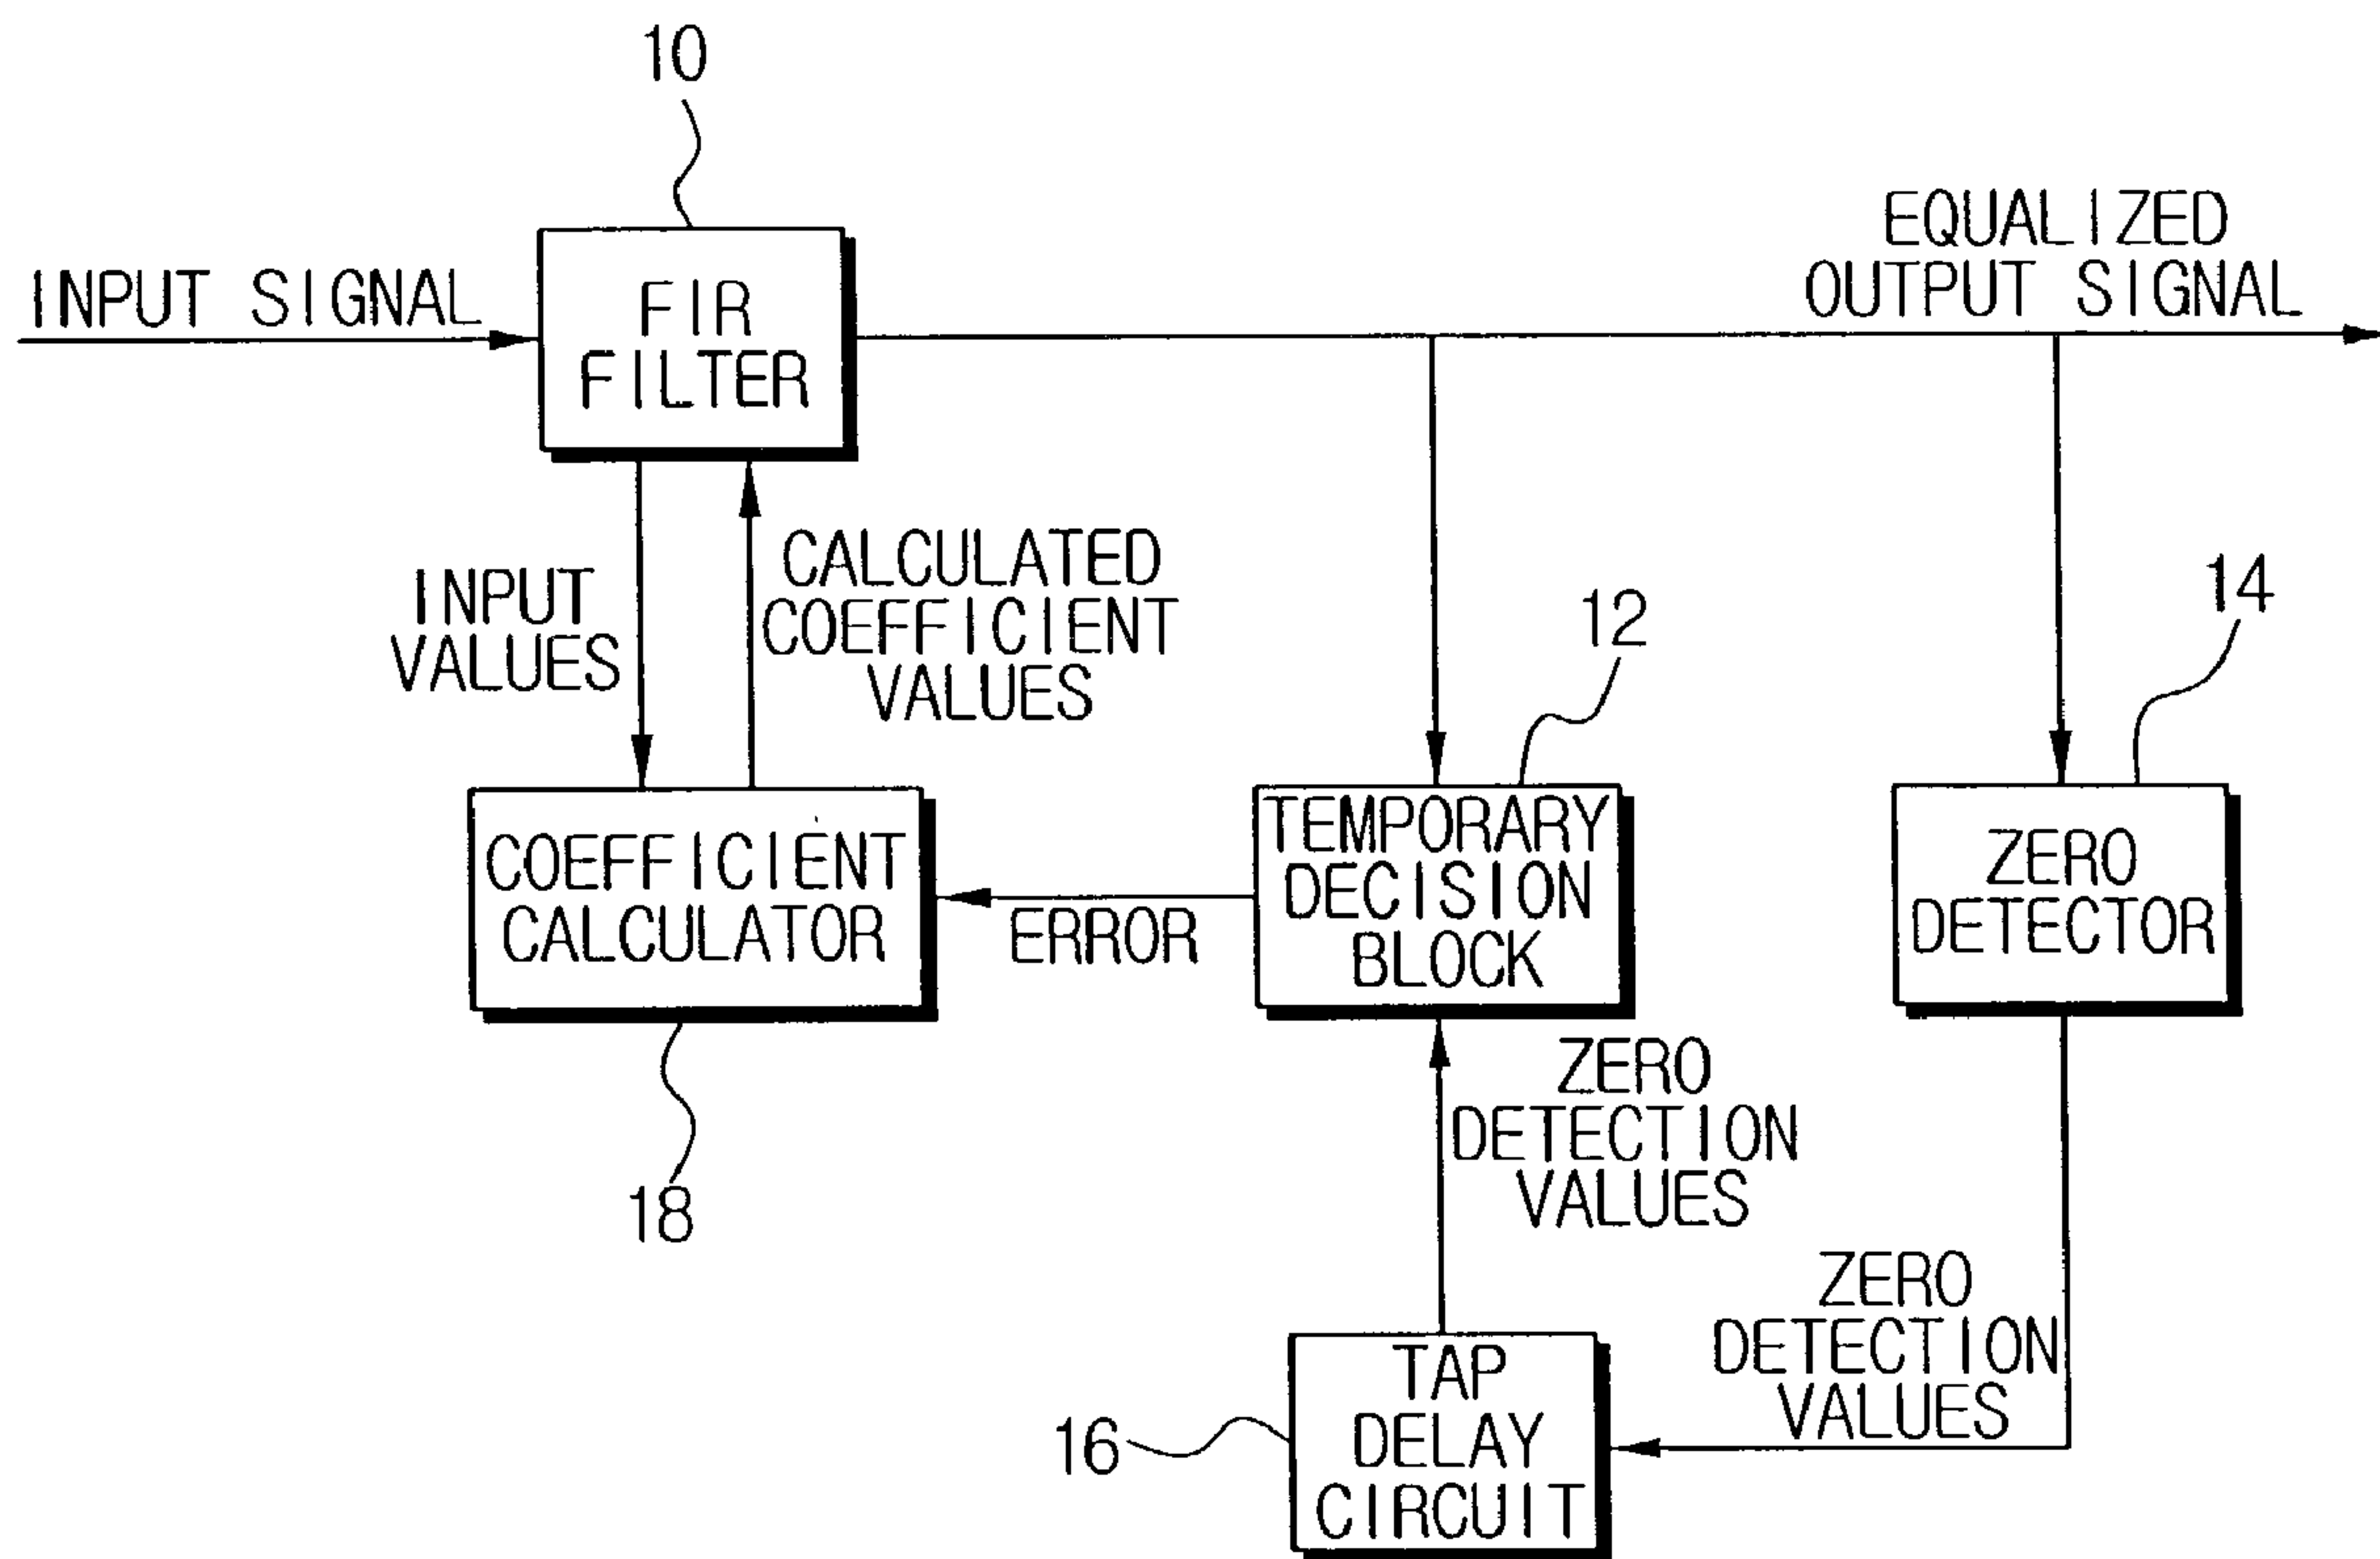 10
INPUT SIGNAL
FIR
FILTER
EQUALIZED
OUTPUT SIGNAL
INPUT
VALUES
CALCULATED
COEFFICIENT
VALUES
12
14
COEFFICIENT
CALCULATOR
ERROR
TEMPORARY
DECISION
BLOCK
ZERO
DETECTOR
18
ZERO
DETECTION
VALUES
ZERO
DETECTION
VALUES
16
TAP
DELAY
CIRCUIT